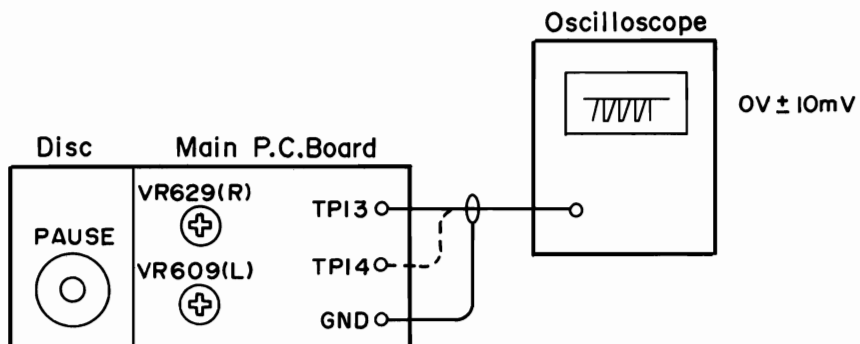 Oscilloscope
0V ± 10mV
Disc
Main P.C.Board
VR629(R)
TP13
PAUSE
VR609(L)
TP14
GND